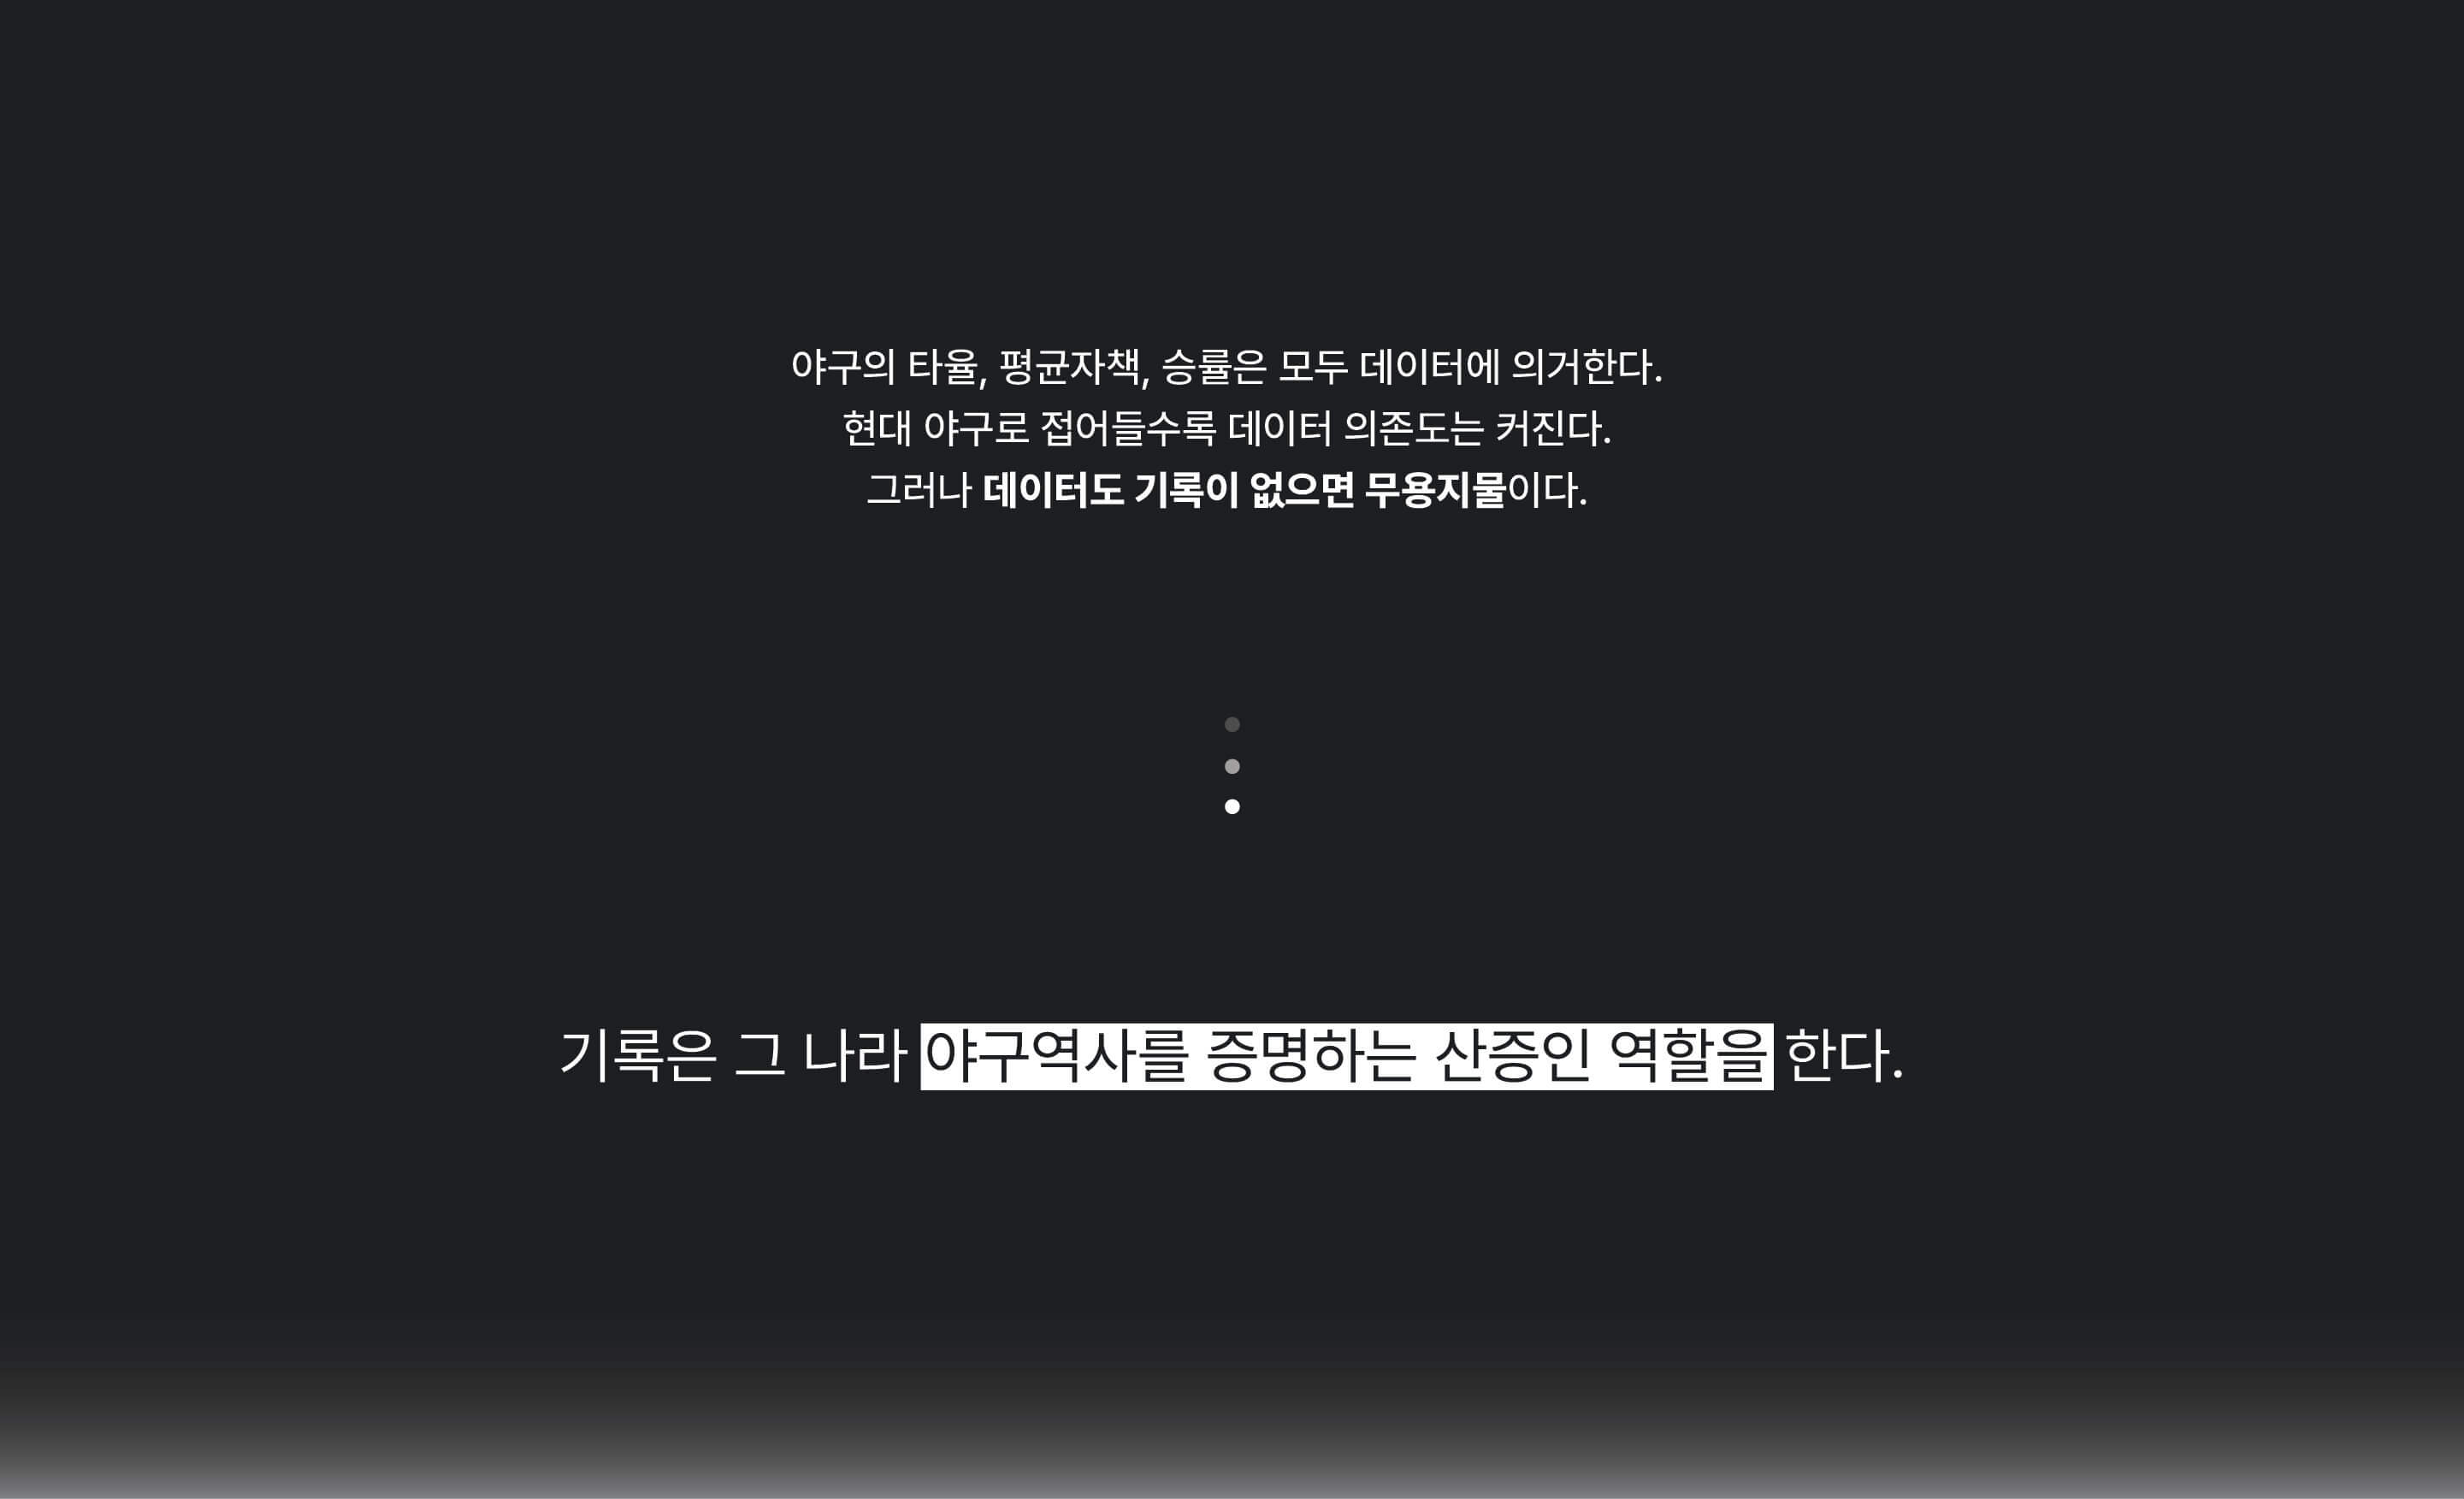 야구의 타율, 평균자책, 승률은 모두 데이터에 의거한다.
현대 야구로 접어들수록 데이터 의존도는 커진다.
그러나 데이터도 기록이 없으면 무용지물이다.
기록은 그 나라 야구역사를 증명하는 산증인 역할을 한다.